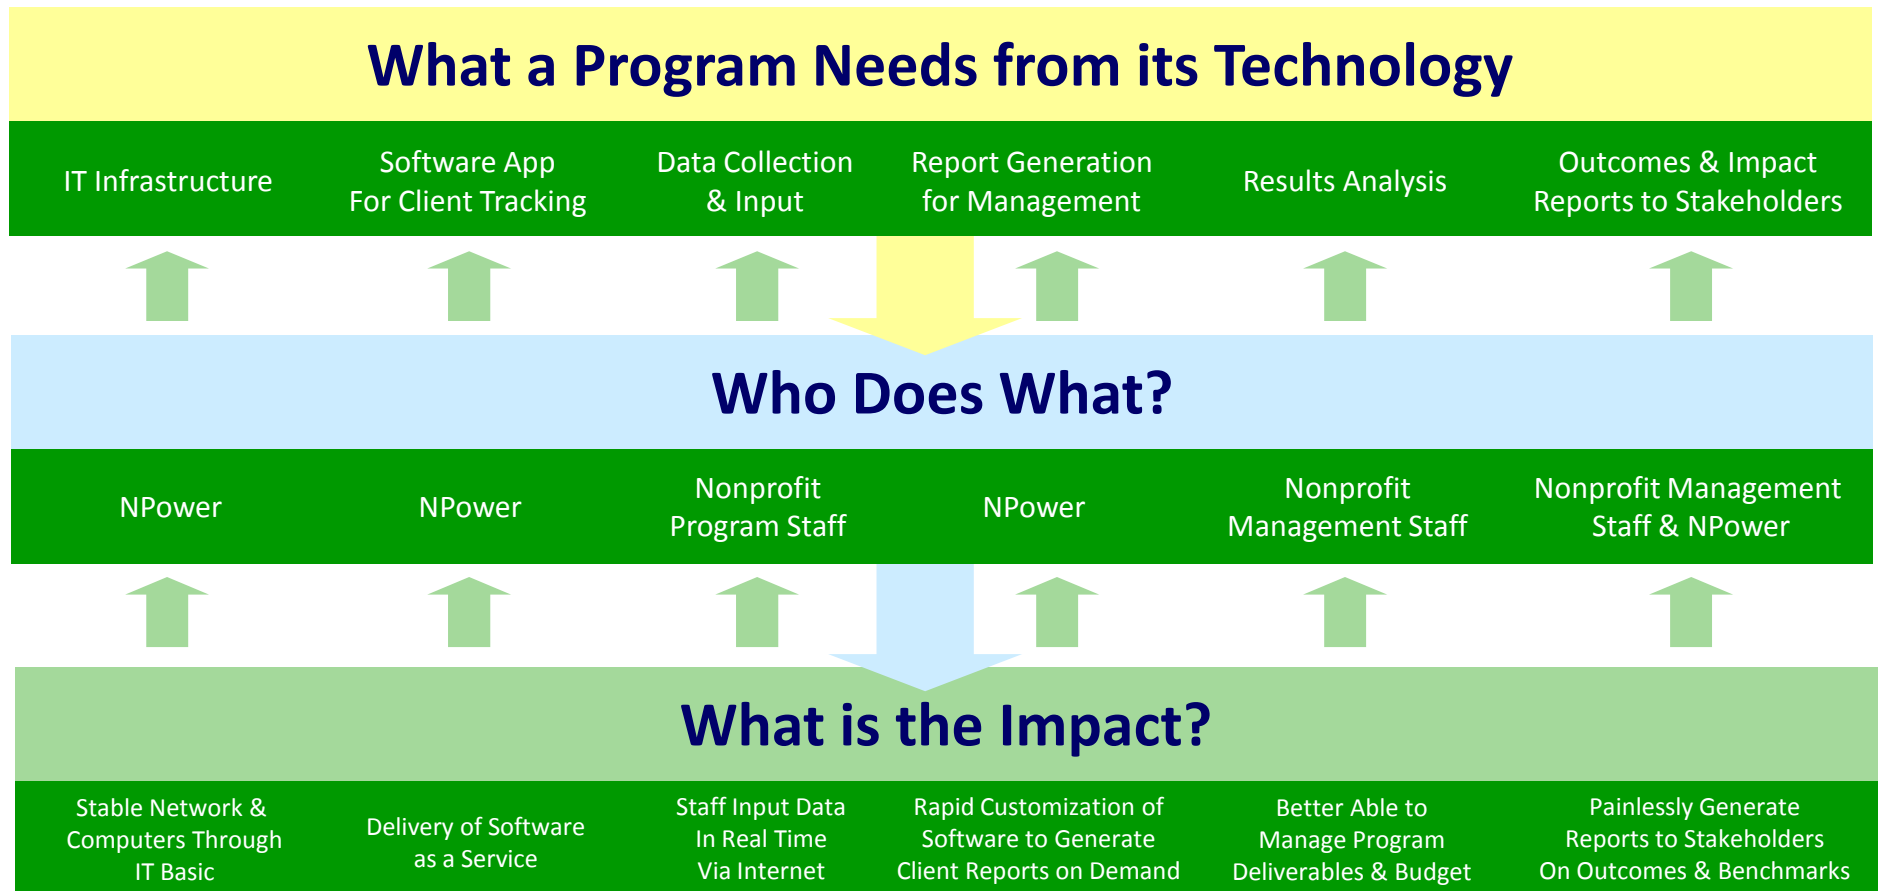 What a Program Needs from its Technology
IT Infrastructure
Software App
For Client Tracking
Data Collection
& Input
Report Generation
for Management
Results Analysis
Outcomes & Impact
Reports to Stakeholders
Who Does What?
NPower
NPower
Nonprofit
Program Staff
NPower
Nonprofit
Management Staff
Nonprofit Management
Staff & NPower
What is the Impact?
Stable Network &
Computers Through
IT Basic
Delivery of Software
as a Service
Staff Input Data
In Real Time
Via Internet
Rapid Customization of
Software to Generate
Client Reports on Demand
Better Able to
Manage Program
Deliverables & Budget
Painlessly Generate
Reports to Stakeholders
On Outcomes & Benchmarks